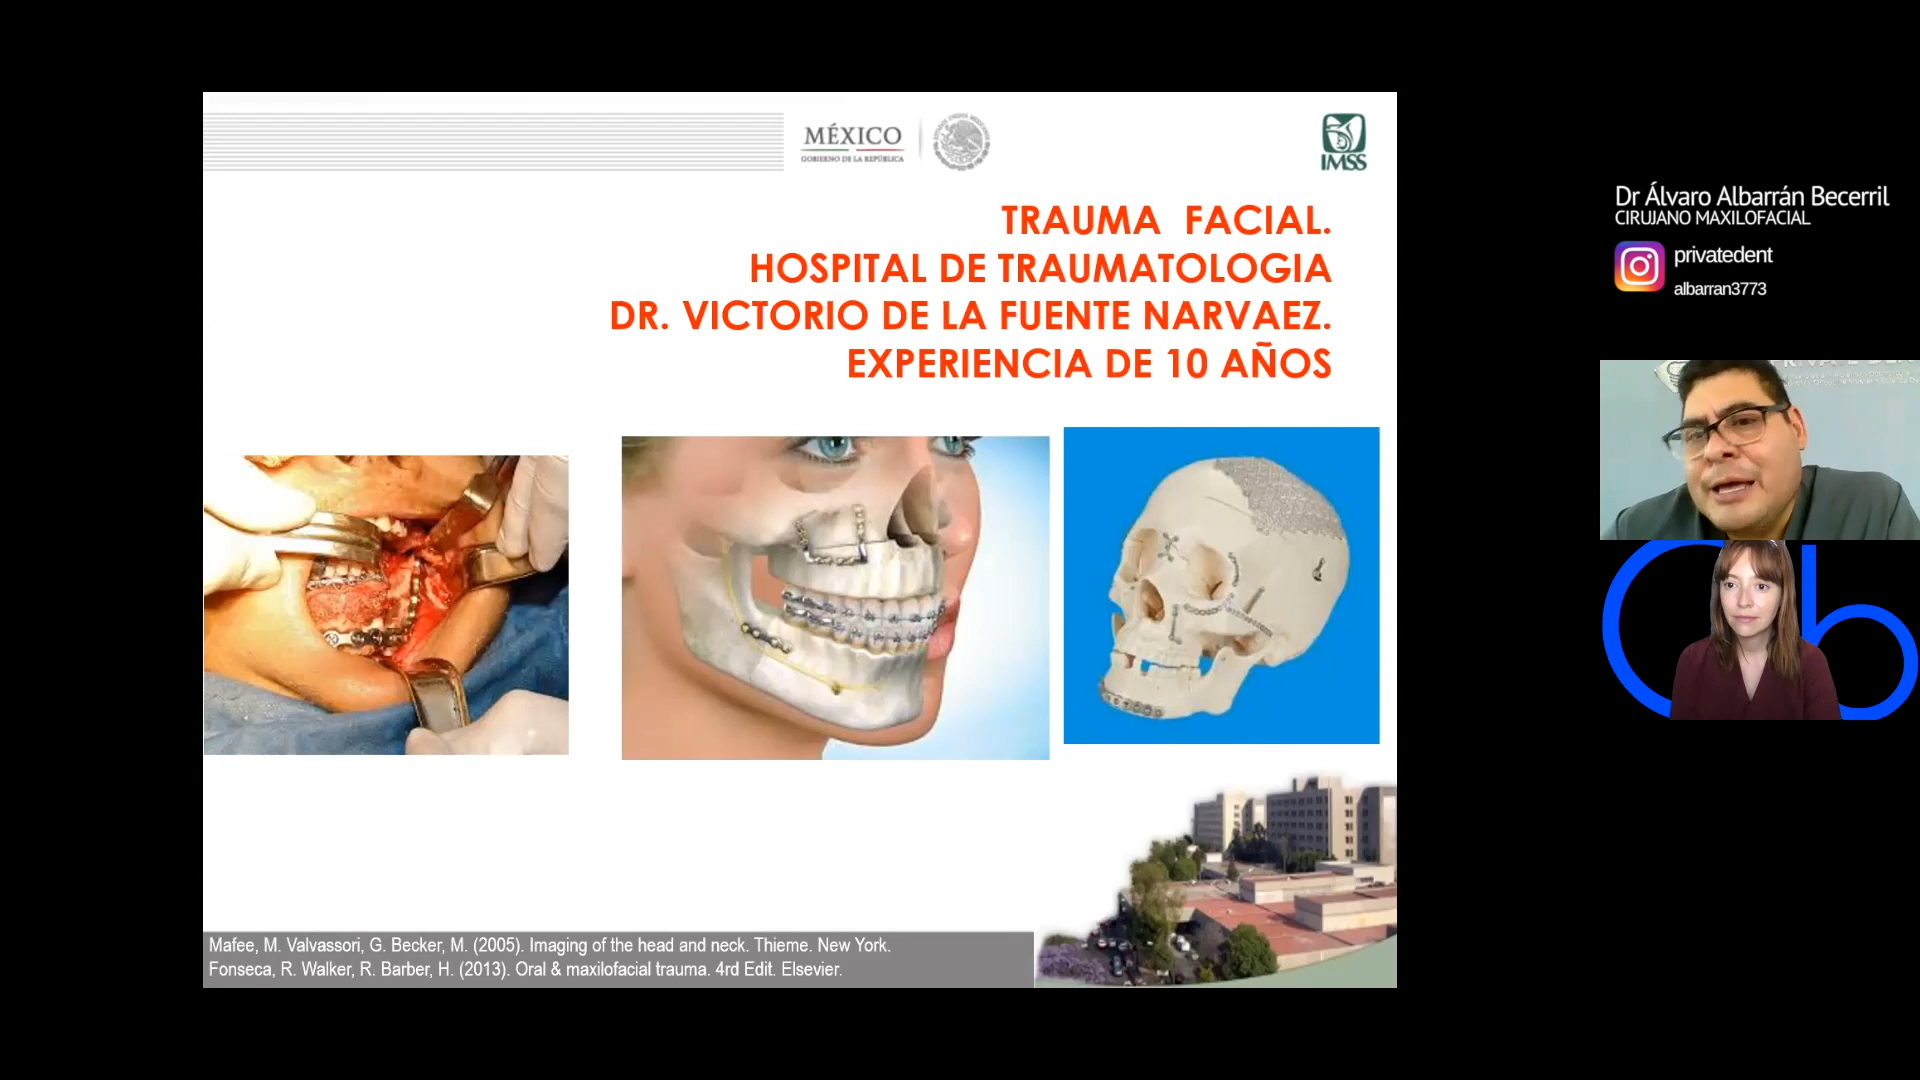 MÉXICO
GOBIERNO DE LA REPÚBLICA
IMSS
TRAUMA FACIAL.
HOSPITAL DE TRAUMATOLOGIA
DR. VICTORIO DE LA FUENTE NARVAEZ.
EXPERIENCIA DE 10 AÑOS
Mafee, M. Valvassori, G. Becker, M. (2005). Imaging of the head and neck. Thieme. New York.
Fonseca, R. Walker, R. Barber, H. (2013). Oral & maxilofacial trauma. 4rd Edit. Elsevier.
Dr Álvaro Albarrán Becerril
CIRUJANO MAXILOFACIAL
privatedent
albarran3773